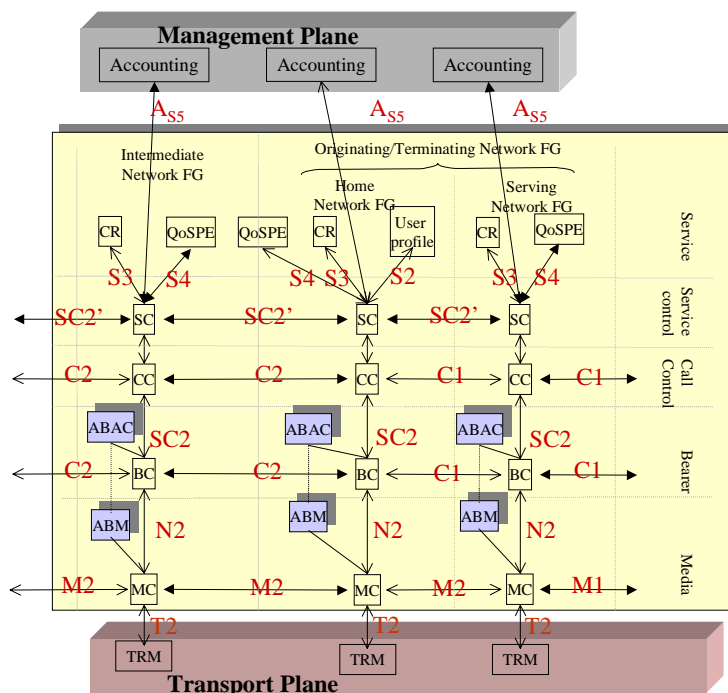 Management Plane
Accounting
Accounting
Accounting
AS5
AS5
AS5
Originating/Terminating Network FG
Intermediate
Network FG
Home
Network FG
Serving
Network FG
Service
CR
QoSPE
QoSPE
CR
User
profile
CR
QoSPE
S3
S4
S4
S3
S2
S3
S4
Service
control
SC2’
SC
SC2’
SC
SC2’
SC
Call
Control
C2
CC
C2
CC
C1
CC
C1
ABAC
ABAC
ABAC
SC2
SC2
SC2
Bearer
C2
BC
C2
BC
C1
BC
C1
ABM
ABM
ABM
N2
N2
N2
Media
M2
MC
M2
MC
M2
MC
M1
T2
T2
T2
TRM
TRM
TRM
Transport Plane